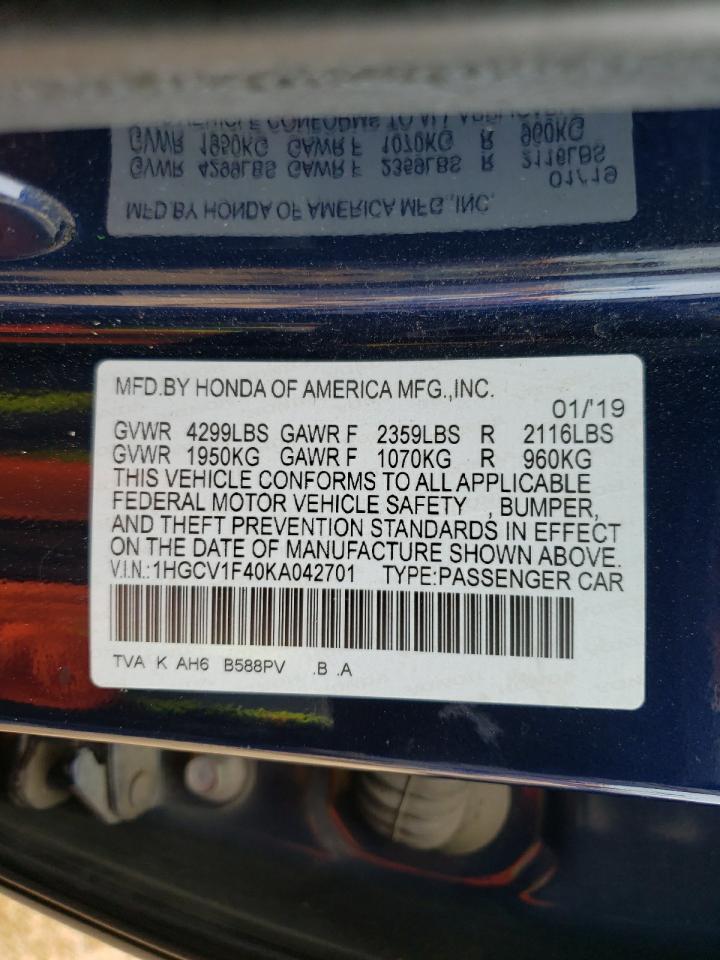 MFD.BY HONDA OF AMERICA MFG.,INC.
01/'19
GVWR 4299LBS GAWR F 2359LBS R 2116LBS
GVWR 1950KG GAWR F 1070KG R 960KG
THIS VEHICLE CONFORMS TO ALL APPLICABLE
FEDERAL MOTOR VEHICLE SAFETY , BUMPER,
AND THEFT PREVENTION STANDARDS IN EFFECT
ON THE DATE OF MANUFACTURE SHOWN ABOVE.
V.I.N.:1HGCV1F40KA042701 TYPE:PASSENGER CAR
TVA K AH6 B588PV .B .A